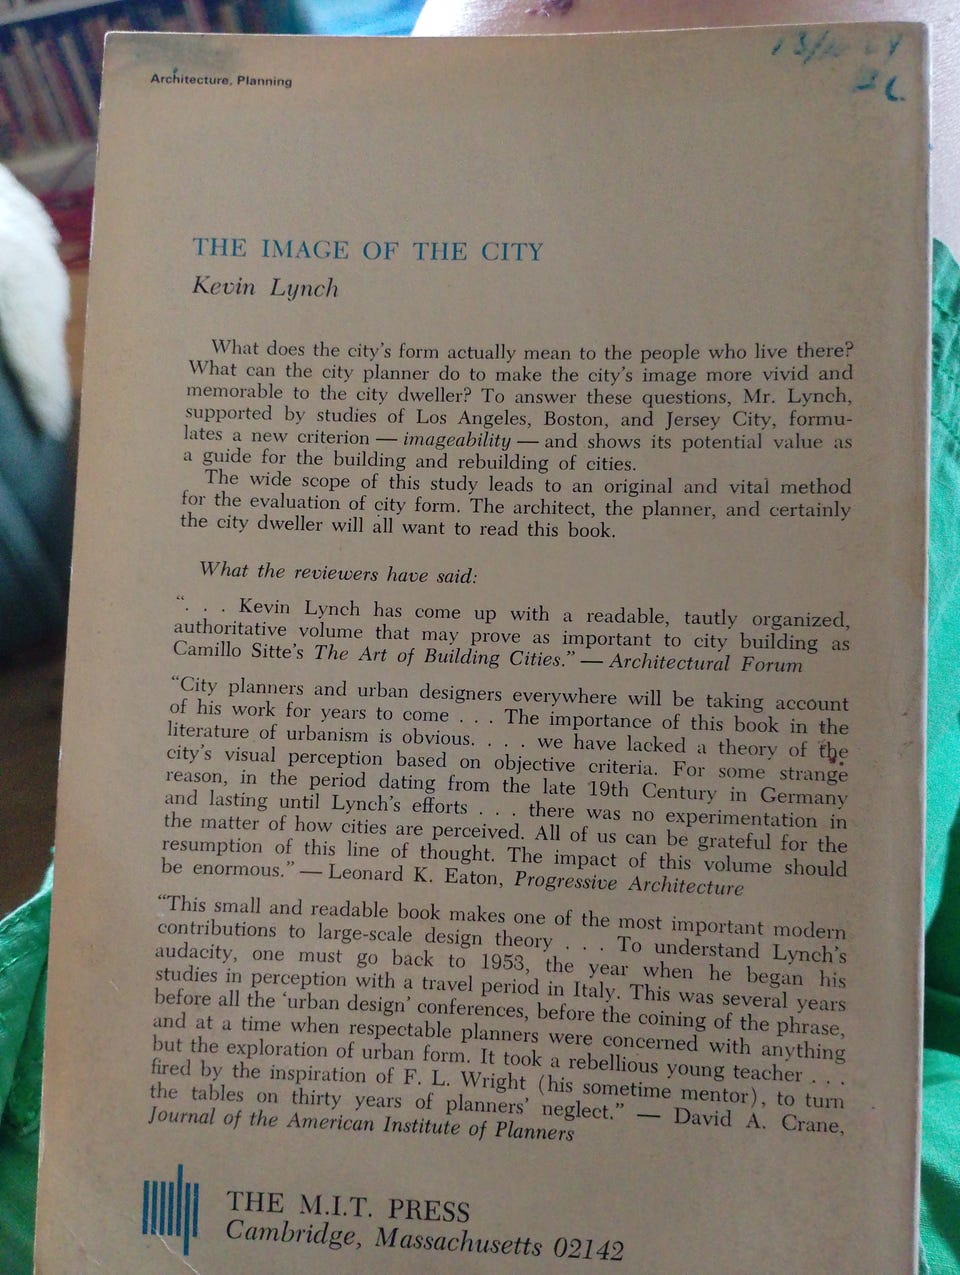 Architecture, Planning
THE IMAGE OF THE CITY
Kevin Lynch
What does the city's form actually mean to the people who live there?
What can the city planner do to make the city's image more vivid and
memorable to the city dweller? To answer these questions, Mr. Lynch,
supported by studies of Los Angeles, Boston, and Jersey City, formu-
lates a new criterion — imageability — and shows its potential value as
a guide for the building and rebuilding of cities.
The wide scope of this study leads to an original and vital method
for the evaluation of city form. The architect, the planner, and certainly
the city dweller will all want to read this book.
What the reviewers have said:
". . . Kevin Lynch has come up with a readable, tautly organized,
authoritative volume that may prove as important to city building as
Camillo Sitte's The Art of Building Cities." — Architectural Forum
"City planners and urban designers everywhere will be taking account
of his work for years to come . . . The importance of this book in the
literature of urbanism is obvious. . . . we have lacked a theory of the
city's visual perception based on objective criteria. For some strange
reason, in the period dating from the late 19th Century in Germany
and lasting until Lynch's efforts . . . there was no experimentation in
the matter of how cities are perceived. All of us can be grateful for the
resumption of this line of thought. The impact of this volume should
be enormous." — Leonard K. Eaton, Progressive Architecture
"This small and readable book makes one of the most important modern
contributions to large-scale design theory . . . To understand Lynch's
audacity, one must go back to 1953, the year when he began his
studies in perception with a travel period in Italy. This was several years
before all the 'urban design' conferences, before the coining of the phrase,
and at a time when respectable planners were concerned with anything
but the exploration of urban form. It took a rebellious young teacher . . .
fired by the inspiration of F. L. Wright (his sometime mentor), to turn
the tables on thirty years of planners' neglect." — David A. Crane,
Journal of the American Institute of Planners
THE M.I.T. PRESS
Cambridge, Massachusetts 02142